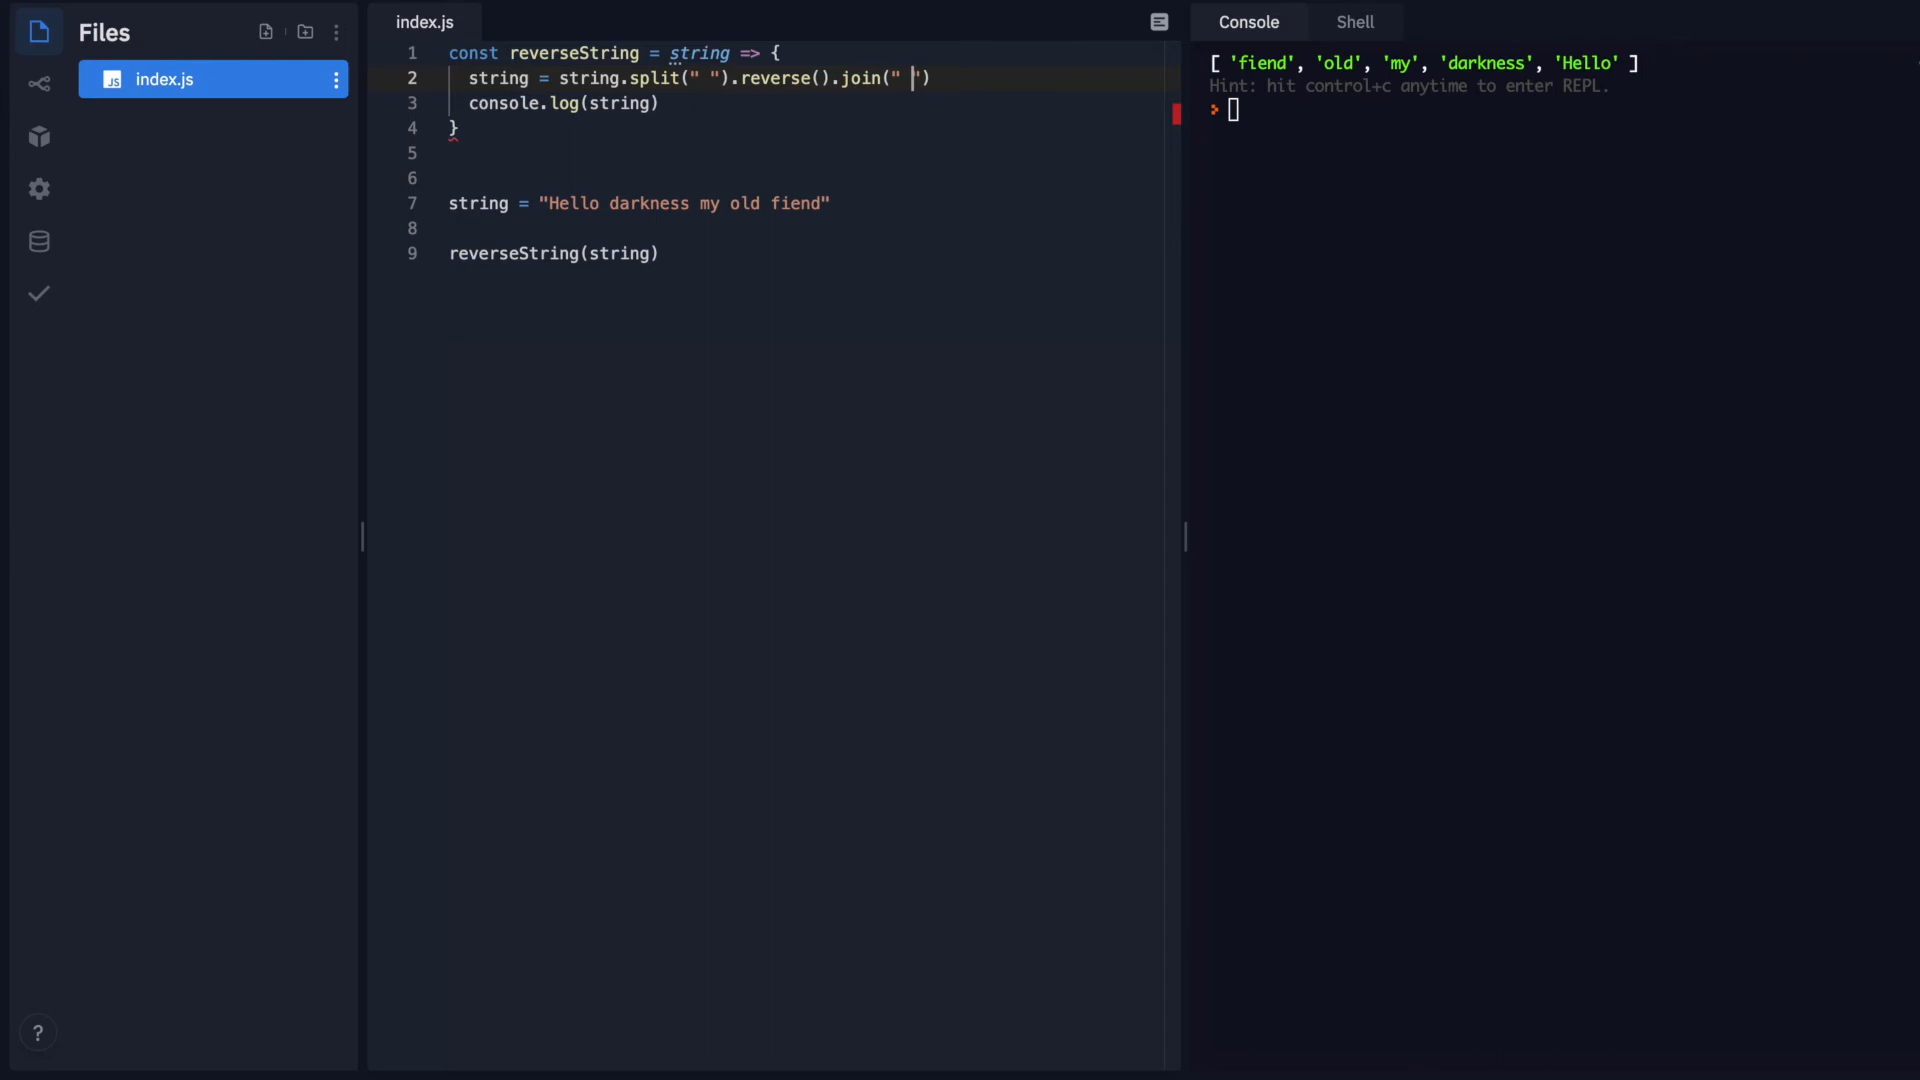 Files
index.js
index.js
1 const reverseString = string => {
2 string = string.split(" ").reverse().join(" ")
3 console.log(string)
4 }
5
6
7 string = "Hello darkness my old fiend"
8
9 reverseString(string)
Console Shell
[ 'fiend', 'old', 'my', 'darkness', 'Hello' ]
Hint: hit control+c anytime to enter REPL.
>
JS
?